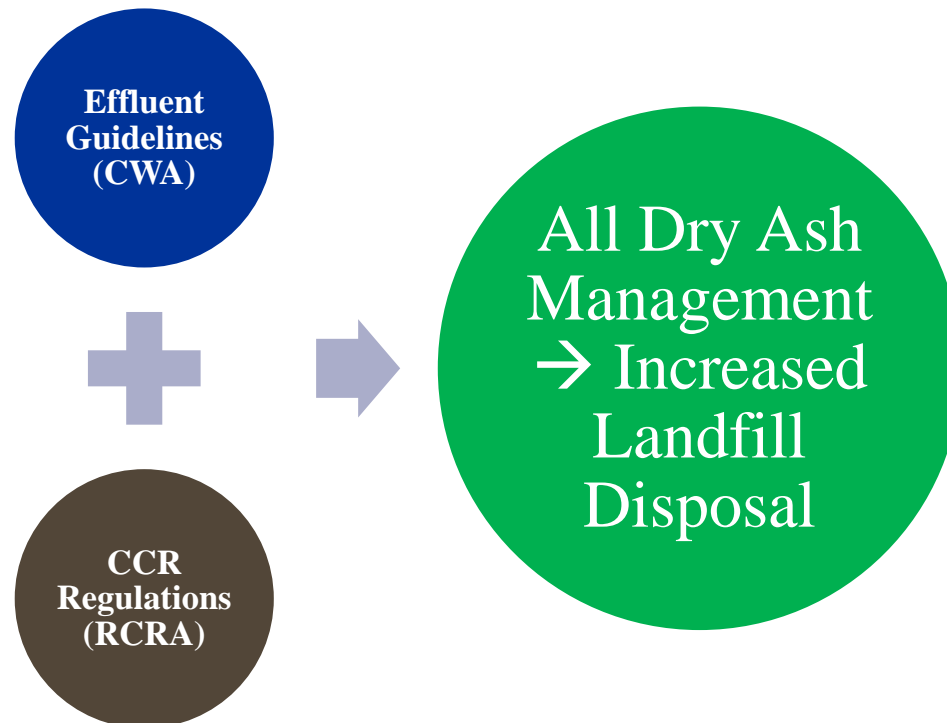 Effluent
Guidelines
(CWA)
CCR
Regulations
(RCRA)
All Dry Ash
Management
→ Increased
Landfill
Disposal